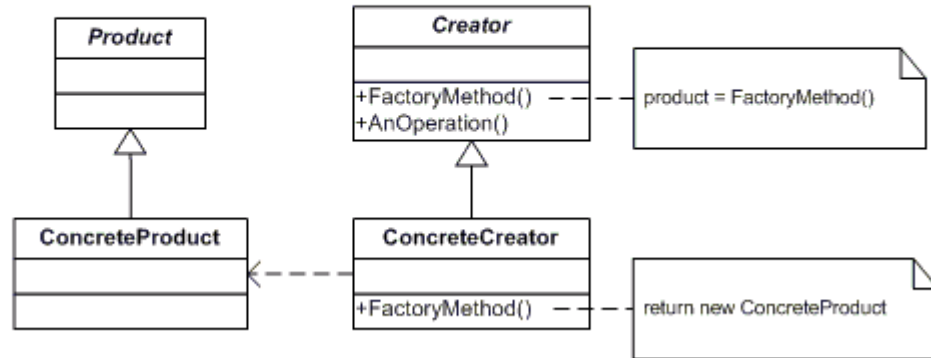 Product
Creator
+FactoryMethod()
+AnOperation()
product = FactoryMethod()
ConcreteProduct
ConcreteCreator
+FactoryMethod()
return new ConcreteProduct